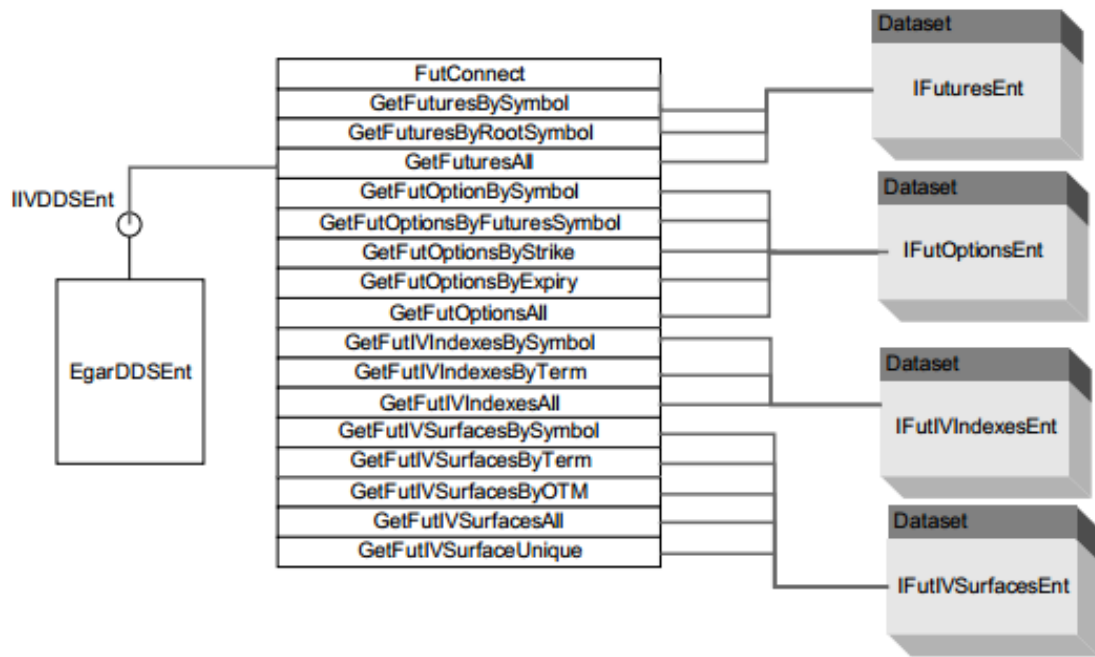 IIVDDSEnt
EgarDDSEnt
FutConnect
GetFuturesBySymbol
GetFuturesByRootSymbol
GetFuturesAll
GetFutOptionBySymbol
GetFutOptionsByFuturesSymbol
GetFutOptionsByStrike
GetFutOptionsByExpiry
GetFutOptionsAll
GetFutIVIndexesBySymbol
GetFutIVIndexesByTerm
GetFutIVIndexesAll
GetFutIVSurfacesBySymbol
GetFutIVSurfacesByTerm
GetFutIVSurfacesByOTM
GetFutIVSurfacesAll
GetFutIVSurfaceUnique
Dataset
IFuturesEnt
Dataset
IFutOptionsEnt
Dataset
IFutIVIndexesEnt
Dataset
IFutIVSurfacesEnt